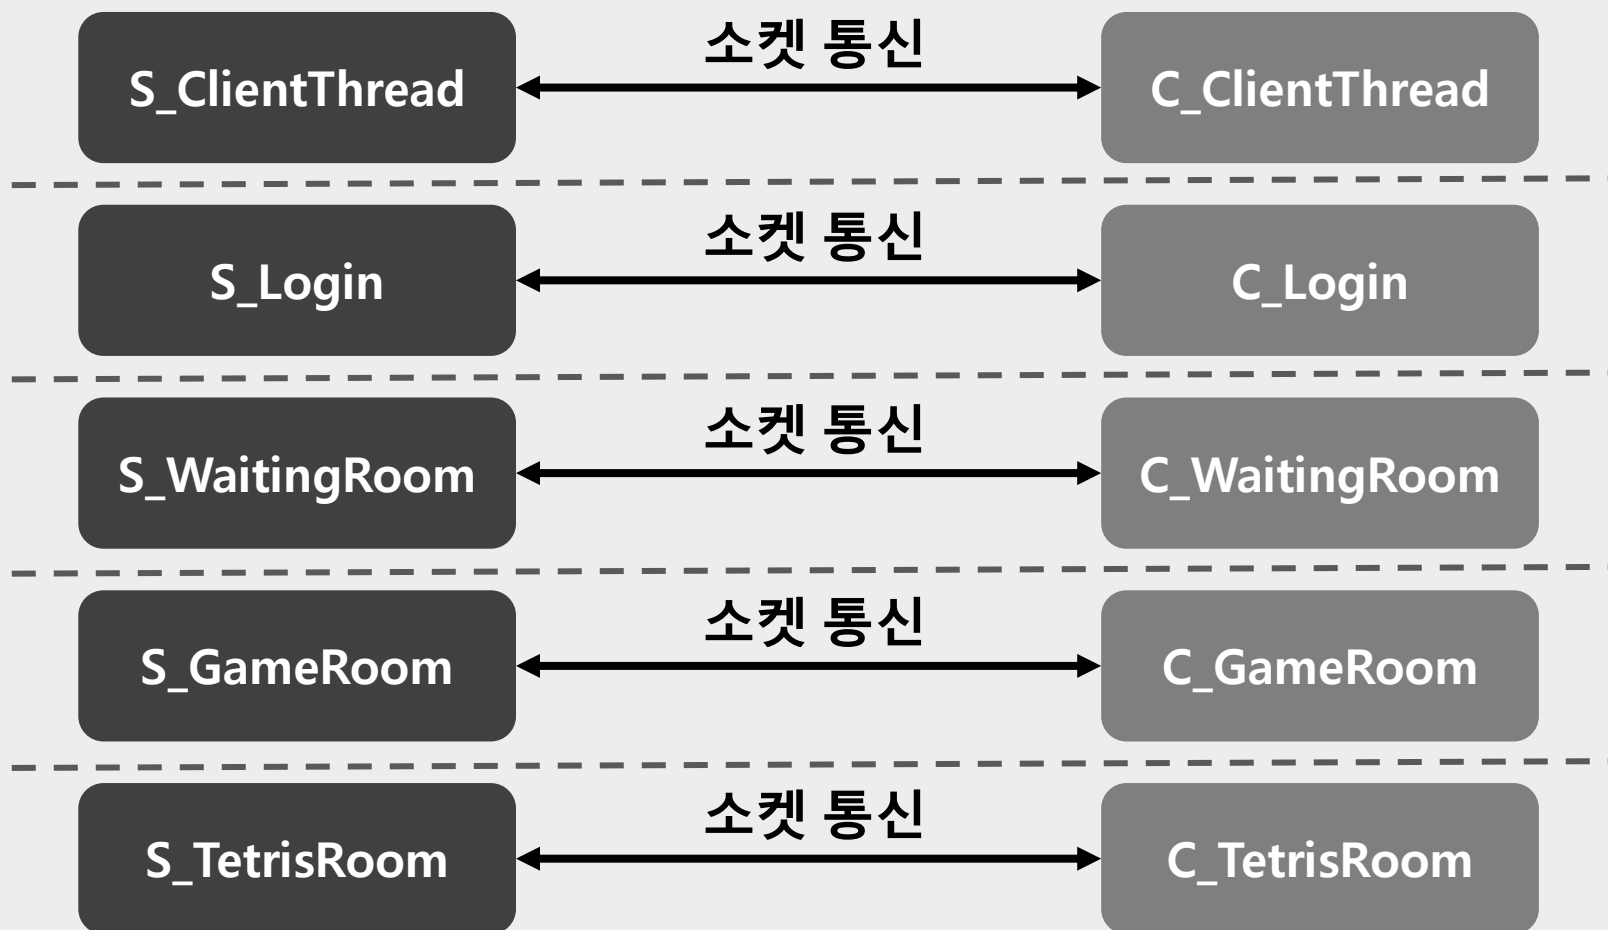 소켓 통신
S_ClientThread
C_ClientThread
소켓 통신
S_Login
C_Login
소켓 통신
S_WaitingRoom
C_WaitingRoom
소켓 통신
S_GameRoom
C_GameRoom
소켓 통신
S_TetrisRoom
C_TetrisRoom